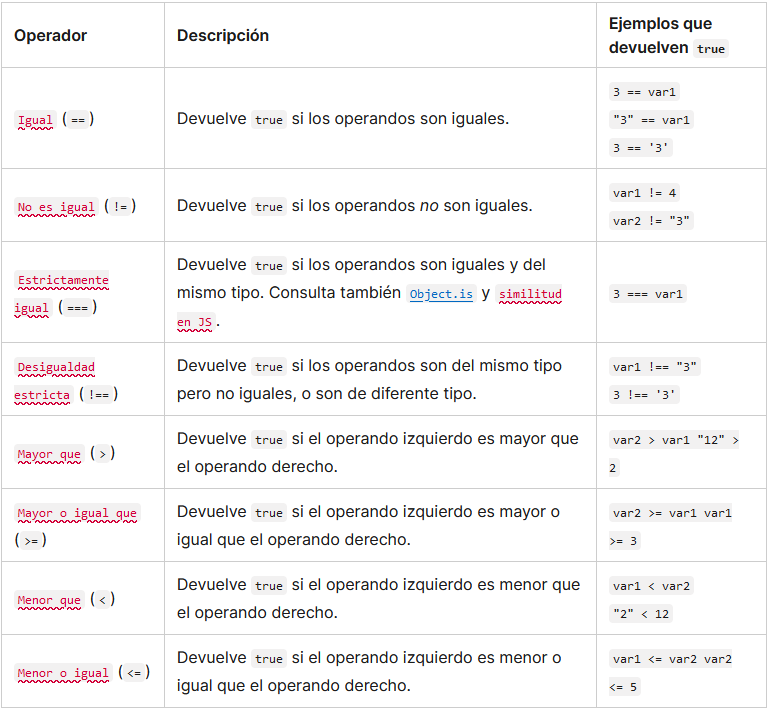 Operador
Descripción
Ejemplos que
devuelven true
Igual (==)
Devuelve true si los operandos son iguales.
3 == var1
"3" == var1
3 == '3'
No es igual (!=)
Devuelve true si los operandos no son iguales.
var1 != 4
var2 != "3"
Estrictamente
igual (===)
Devuelve true si los operandos son iguales y del
mismo tipo. Consulta también Object.is y similitud
en JS.
3 === var1
Desigualdad
estricta (!==)
Devuelve true si los operandos son del mismo tipo
pero no iguales, o son de diferente tipo.
var1 !== "3"
3 !== '3'
Mayor que (>)
Devuelve true si el operando izquierdo es mayor que
el operando derecho.
var2 > var1 "12" >
2
Mayor o igual que
(>=)
Devuelve true si el operando izquierdo es mayor o
igual que el operando derecho.
var2 >= var1 var1
>= 3
Menor que (<)
Devuelve true si el operando izquierdo es menor que
el operando derecho.
var1 < var2
"2" < 12
Menor o igual (<=)
Devuelve true si el operando izquierdo es menor o
igual que el operando derecho.
var1 <= var2 var2
<= 5